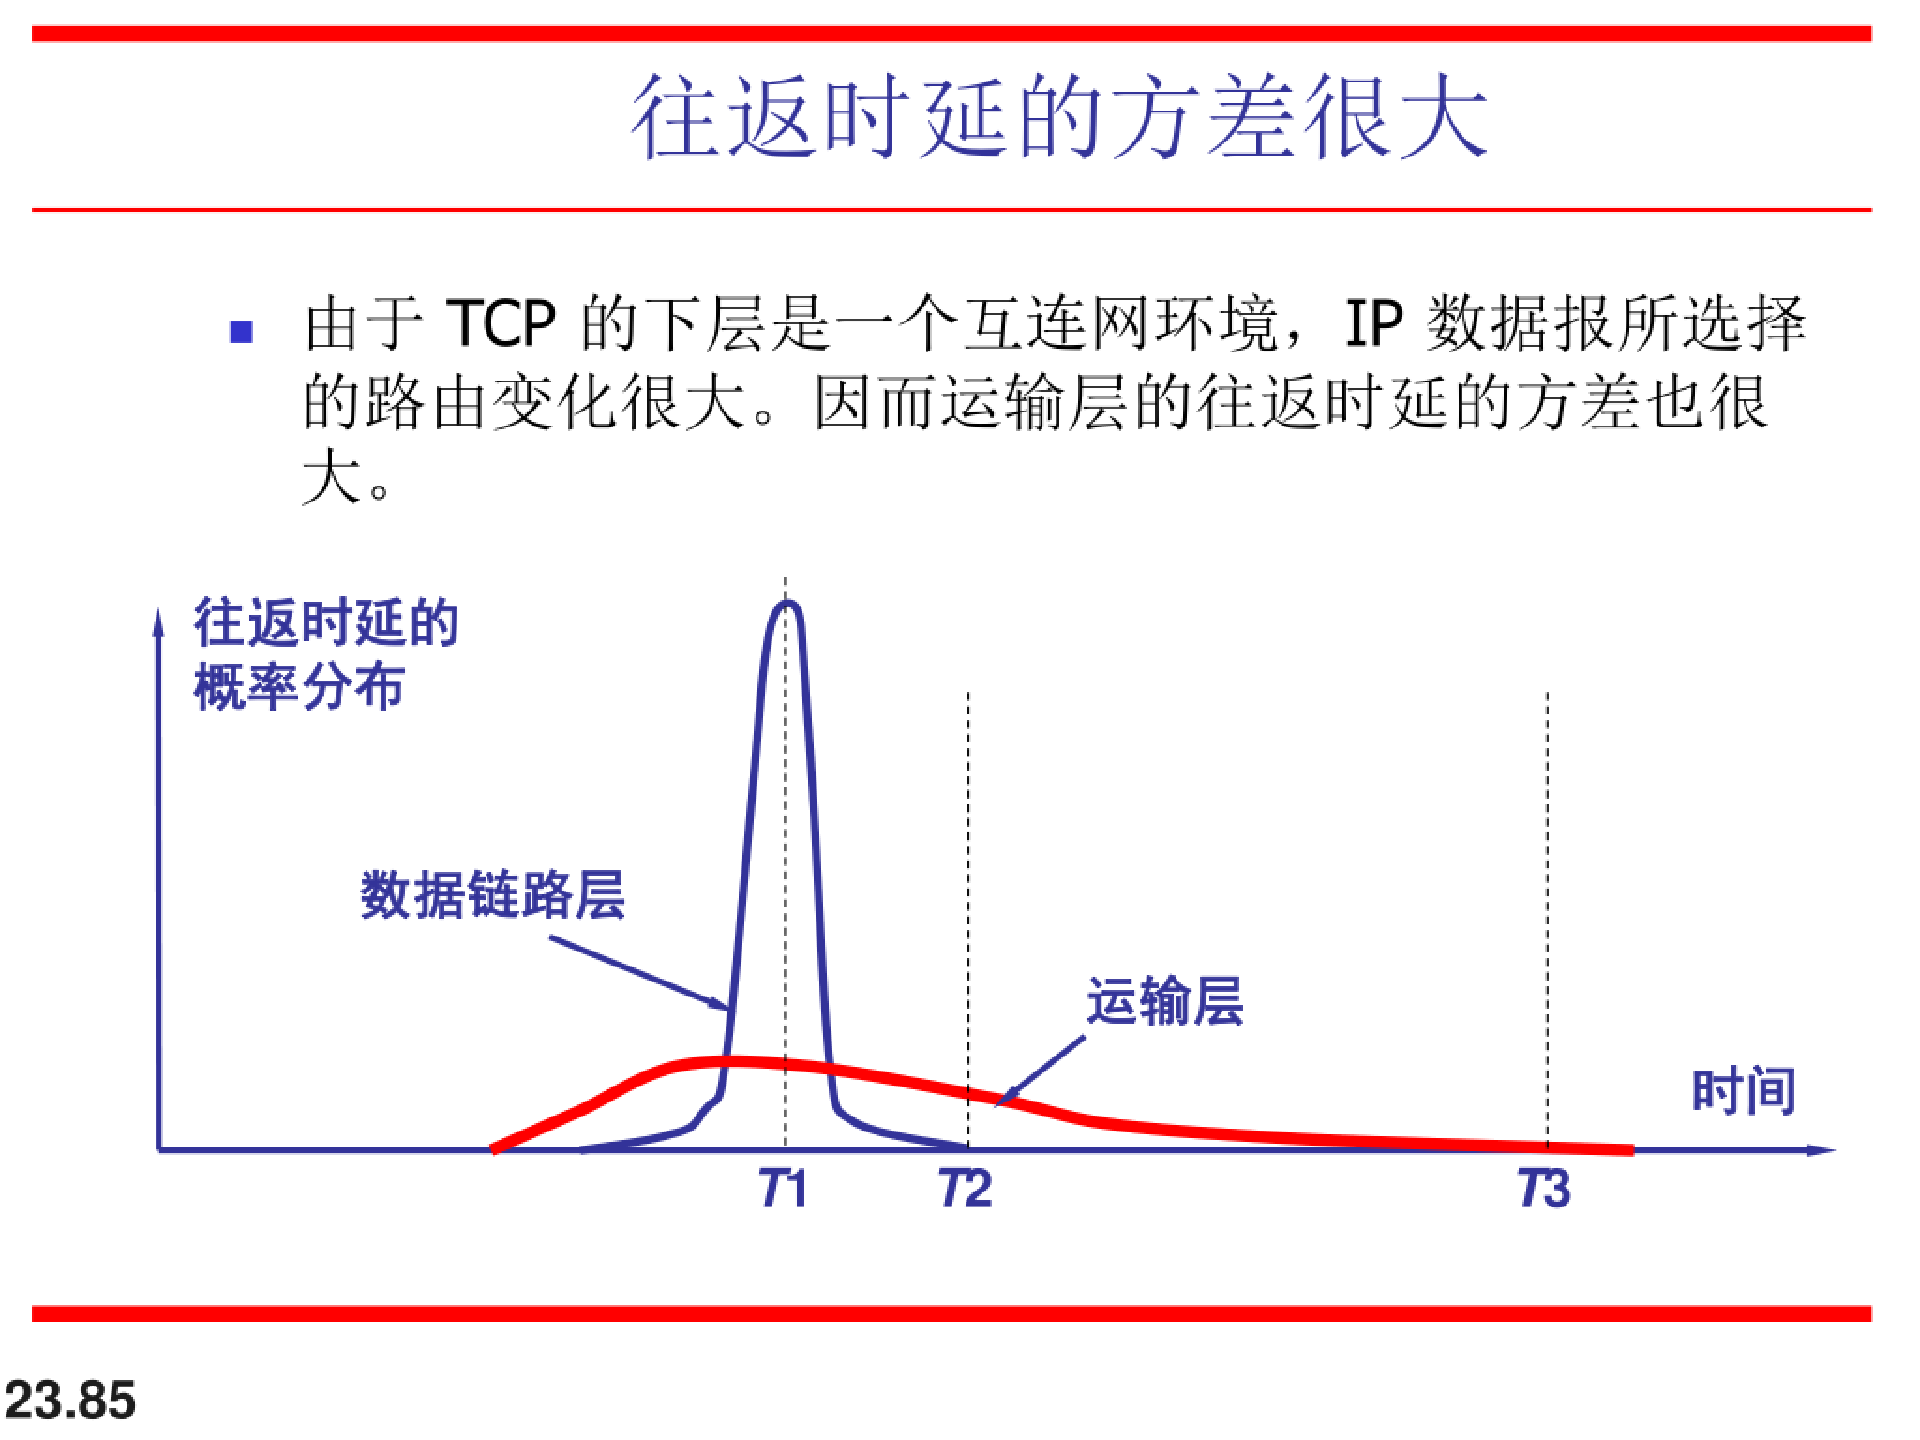 往返时延的方差很大
由于 TCP 的下层是一个互连网环境，IP 数据报所选择
的路由变化很大。因而运输层的往返时延的方差也很
大。
往返时延的
概率分布
数据链路层
运输层
时间
T1
T2
T3
23.85